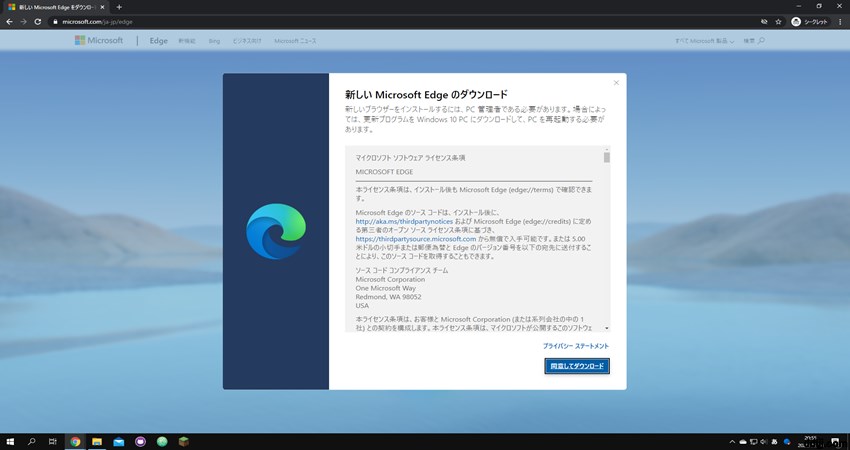 新しい Microsoft Edge をダウンロード
microsoft.com/ja-jp/edge
シークレット
Microsoft
Edge
新機能
Bing
ビジネス向け
Microsoft ニュース
すべて Microsoft 製品
検索
新しい Microsoft Edge のダウンロード
新しいブラウザーをインストールするには、PC 管理者である必要があります。場合によっ
ては、更新プログラムを Windows 10 PC にダウンロードして、PC を再起動する必要が
あります。
マイクロソフト ソフトウェア ライセンス条項
MICROSOFT EDGE
本ライセンス条項は、インストール後も Microsoft Edge (edge://terms) で確認できま
す。
Microsoft Edge のソース コードは、インストール後に、
http://aka.ms/thirdpartynotices および Microsoft Edge (edge://credits) に定め
る第三者のオープン ソース ライセンス条項に基づき、
https://thirdpartysource.microsoft.com から無償で入手可能です。または 5.00
米ドルの小切手または郵便為替と Edge のバージョン番号を以下の宛先に送付するこ
とにより、このソース コードを取得することもできます。
ソース コード コンプライアンス チーム
Microsoft Corporation
One Microsoft Way
Redmond, WA 98052
USA
本ライセンス条項は、お客様と Microsoft Corporation (または系列会社の中の 1
社) との契約を構成します。本ライセンス条項は、マイクロソフトが公開するこのソフトウェ
プライバシー ステートメント
同意してダウンロード